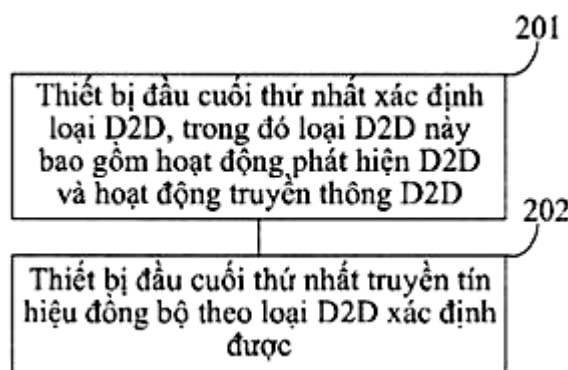 201
Thiết bị đầu cuối thứ nhất xác định
loại D2D, trong đó loại D2D này
bao gồm hoạt động phát hiện D2D
và hoạt động truyền thông D2D
202
Thiết bị đầu cuối thứ nhất truyền tín
hiệu đồng bộ theo loại D2D xác định
được